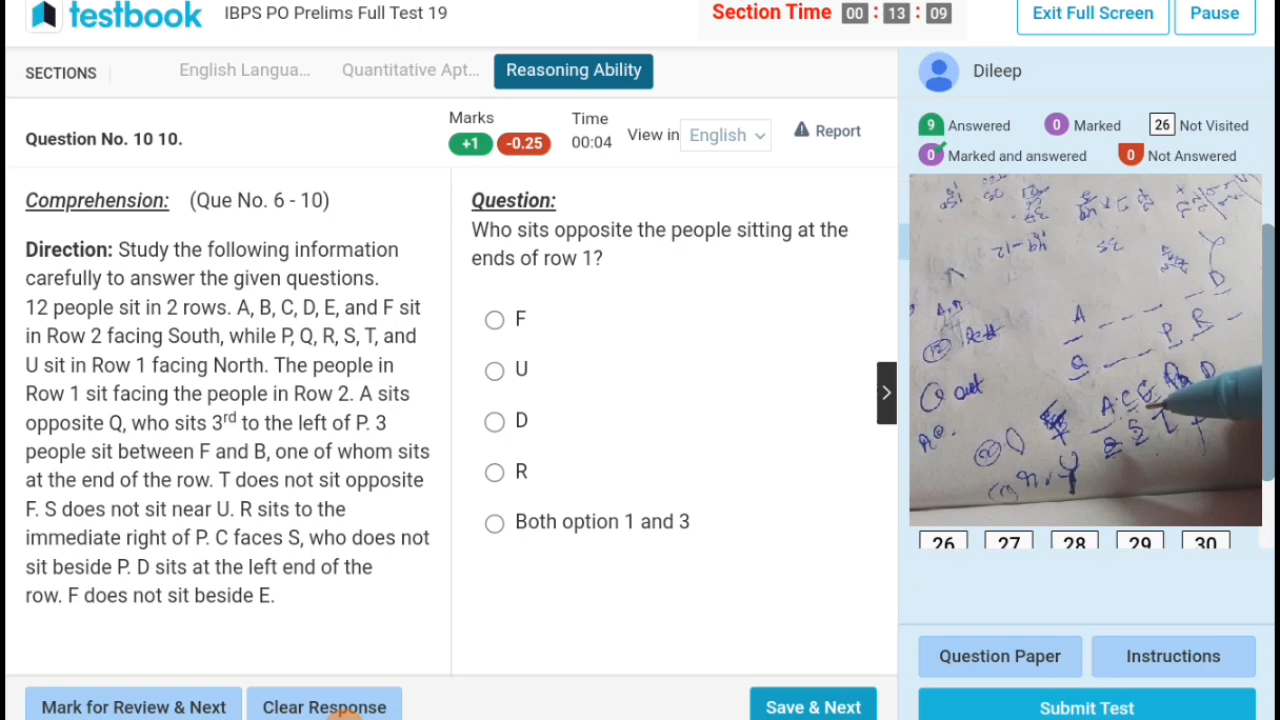 testbook
IBPS PO Prelims Full Test 19
Section Time 00 : 13 : 09
Exit Full Screen
Pause
SECTIONS
English Langua...
Quantitative Apt...
Reasoning Ability
Dileep
Question No. 10 10.
Marks
+1 -0.25
Time
00:04
View in English
Report
9 Answered
0 Marked
26 Not Visited
0 Marked and answered
0 Not Answered
Comprehension: (Que No. 6 - 10)
Direction: Study the following information
carefully to answer the given questions.
12 people sit in 2 rows. A, B, C, D, E, and F sit
in Row 2 facing South, while P, Q, R, S, T, and
U sit in Row 1 facing North. The people in
Row 1 sit facing the people in Row 2. A sits
opposite Q, who sits 3rd to the left of P. 3
people sit between F and B, one of whom sits
at the end of the row. T does not sit opposite
F. S does not sit near U. R sits to the
immediate right of P. C faces S, who does not
sit beside P. D sits at the left end of the
row. F does not sit beside E.
Question:
Who sits opposite the people sitting at the
ends of row 1?
F
U
D
R
Both option 1 and 3
D
A
P R
Q
A C
S
26 27 28 29 30
Question Paper
Instructions
Mark for Review & Next
Clear Response
Save & Next
Submit Test